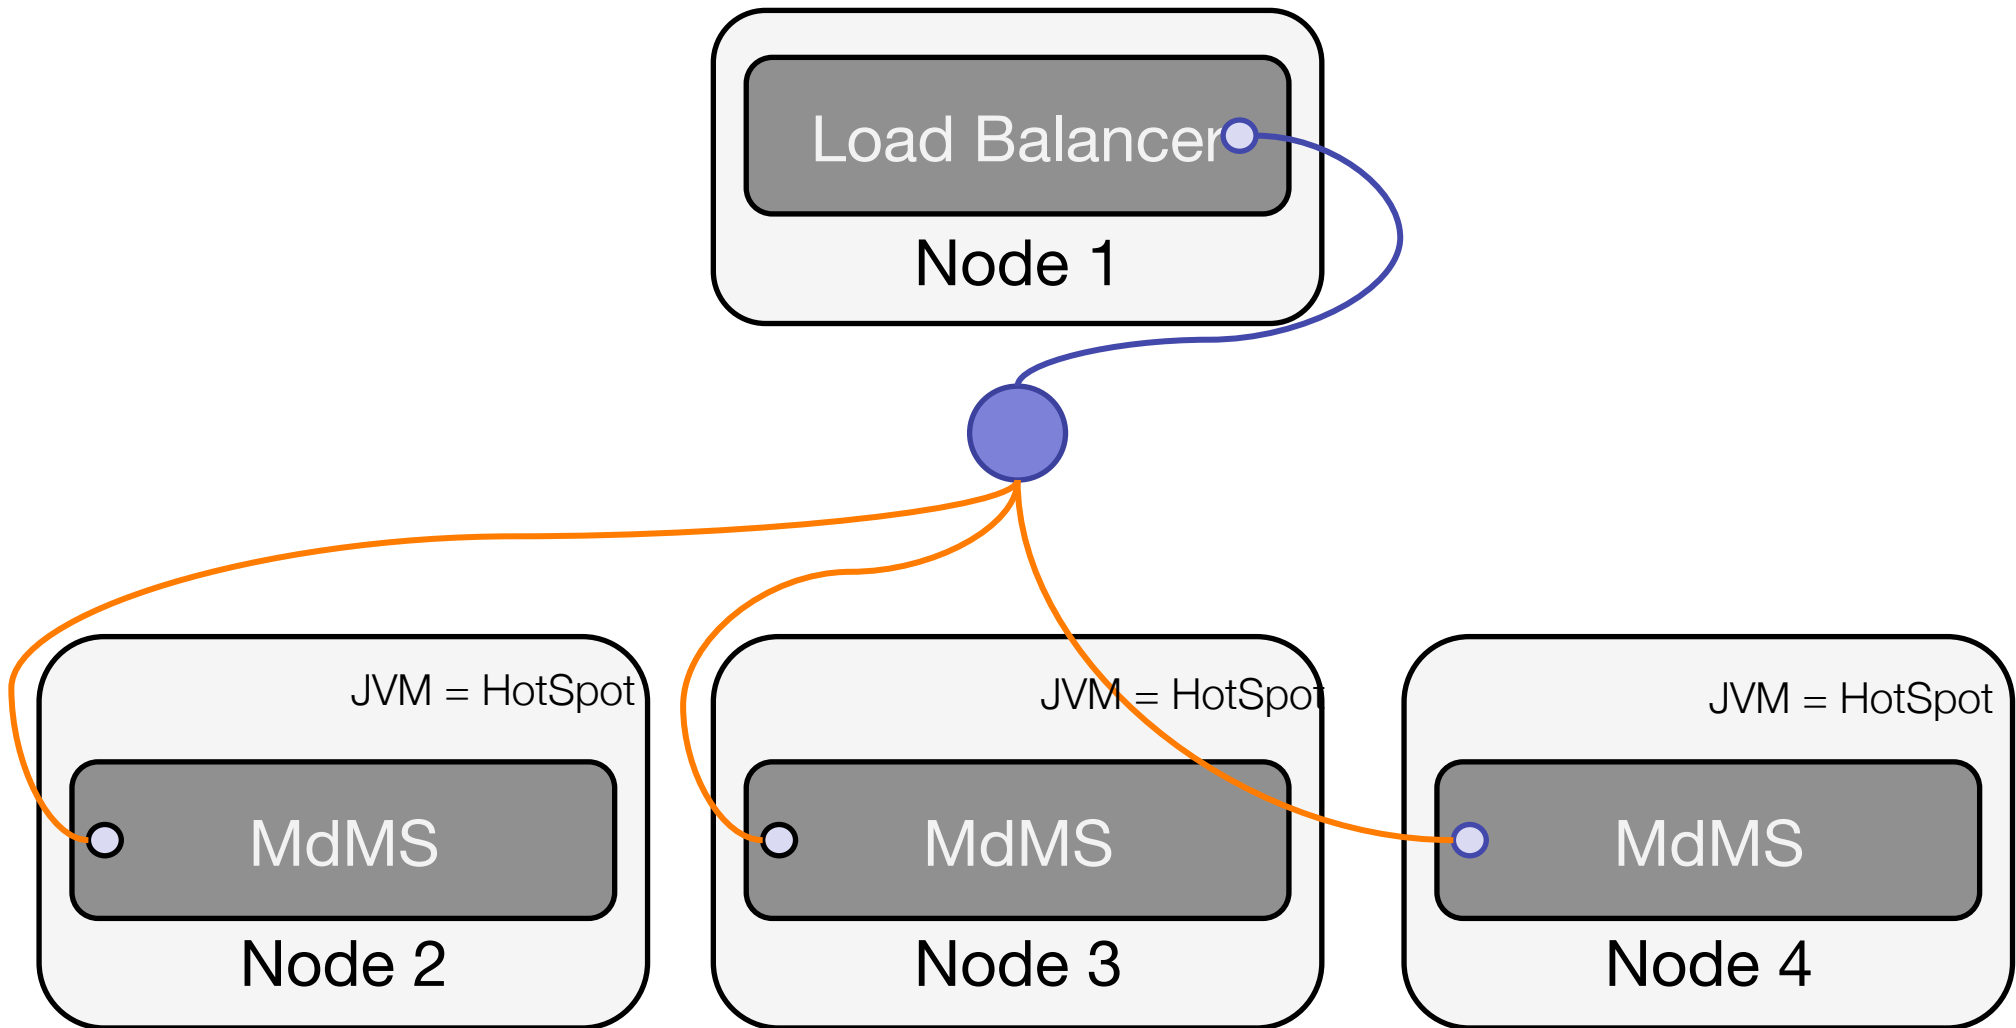 Load Balancer
Node 1
JVM = HotSpot
JVM = HotSpot
JVM = HotSpot
MdMS
MdMS
MdMS
Node 2
Node 3
Node 4